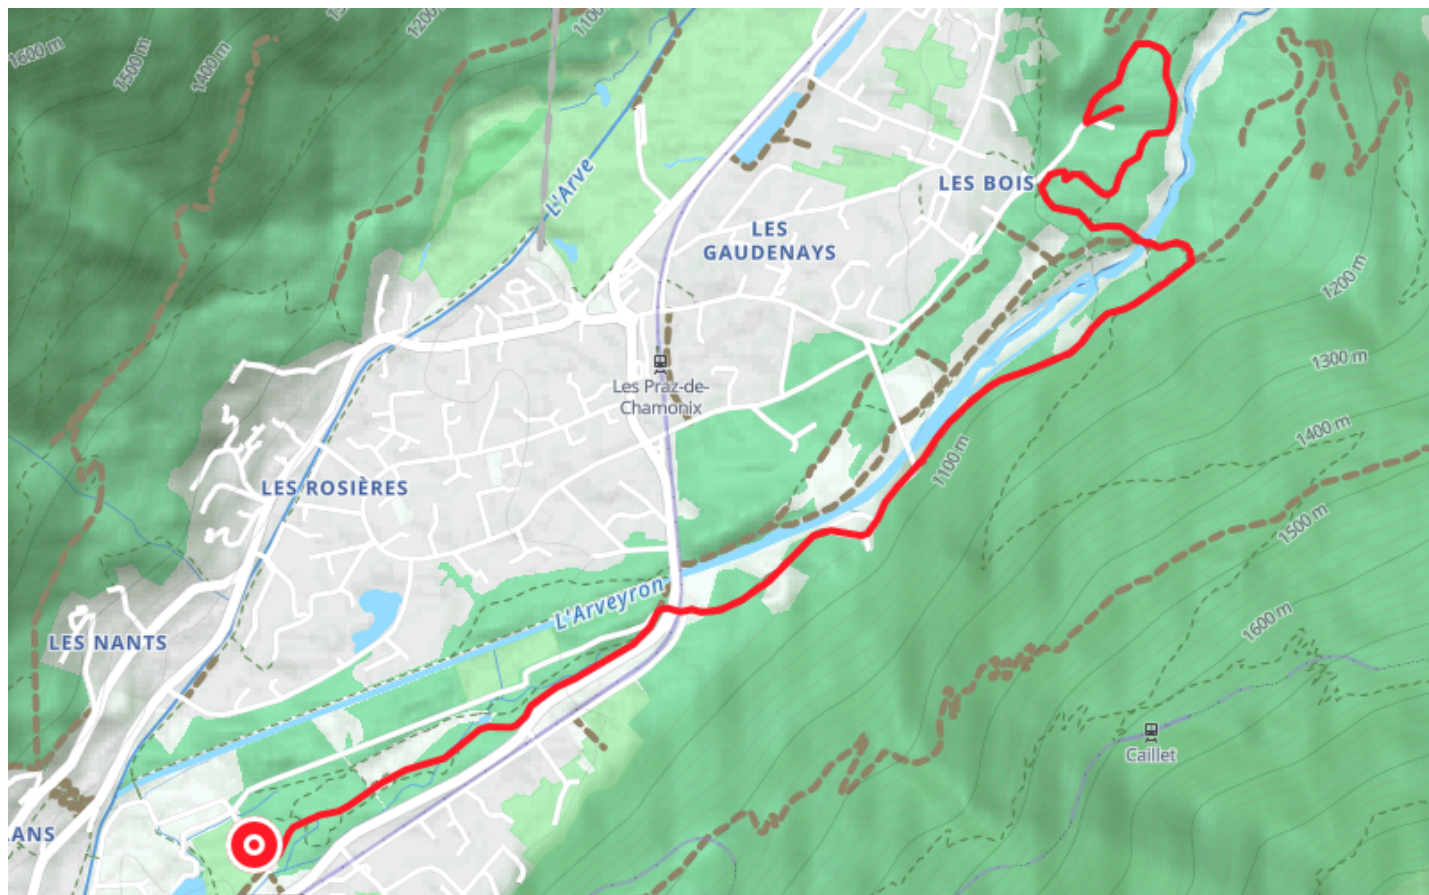 1600 m
1500 m
1400 m
1200
1100
L'Arve
LES BOIS
LES
GAUDENAYS
1200 m
1300 m
Les Praz-de-
Chamonix
1400 m
1100 m
LES ROSIÈRES
1500 m
L'Arveyron
1600 m
LES NANTS
Caillet
ANS